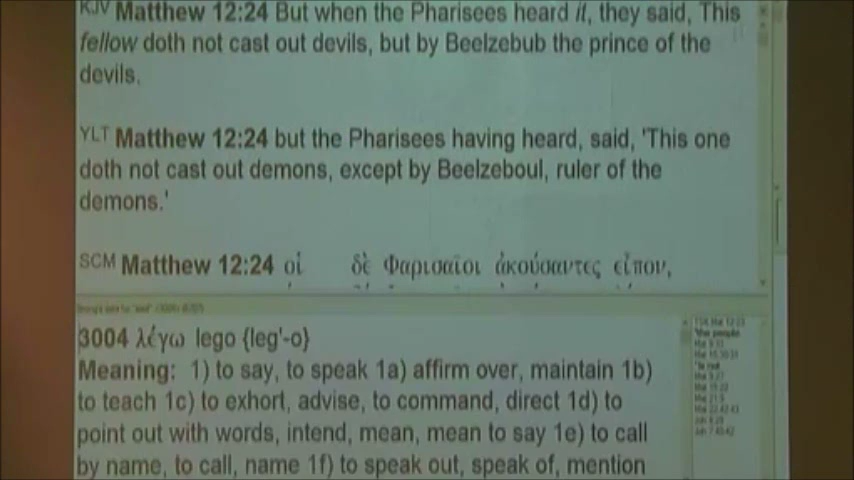 KJV Matthew 12:24 But when the Pharisees heard it, they said, This
fellow doth not cast out devils, but by Beelzebub the prince of the
devils.
YLT Matthew 12:24 but the Pharisees having heard, said, 'This one
doth not cast out demons, except by Beelzeboul, ruler of the
demons.'
SCM Matthew 12:24 οἱ δὲ Φαρισαῖοι ἀκούσαντες εἶπον,
3004 λέγω lego {leg'-o}
Meaning: 1) to say, to speak 1a) affirm over, maintain 1b)
to teach 1c) to exhort, advise, to command, direct 1d) to
point out with words, intend, mean, mean to say 1e) to call
by name, to call, name 1f) to speak out, speak of, mention